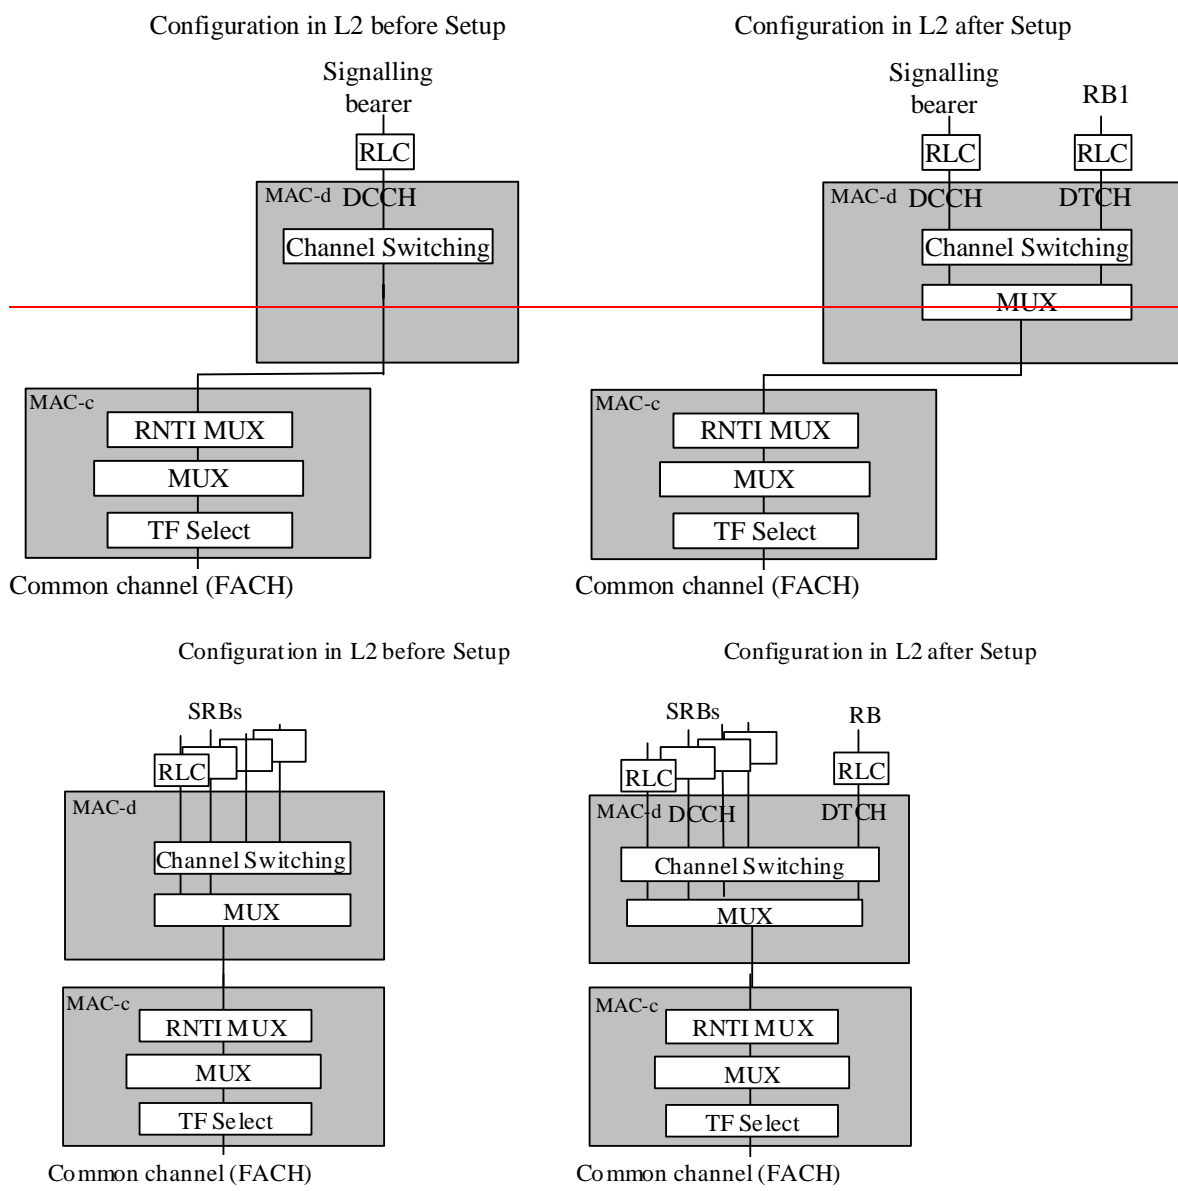 Configuration in L2 before Setup
Configuration in L2 after Setup
Signalling
bearer
Signalling
bearer
RB1
RLC
RLC
RLC
MAC-d DCCH
MAC-d DCCH
DTCH
Channel Switching
Channel Switching
MUX
MAC-c
MAC-c
RNTI MUX
RNTI MUX
MUX
MUX
TF Select
TF Select
Common channel (FACH)
Common channel (FACH)
Configuration in L2 before Setup
Configuration in L2 after Setup
SRBs
SRBs
RB
RLC
RLC
RLC
MAC-d
MAC-d DCCH
DTCH
Channel Switching
Channel Switching
MUX
MUX
MAC-c
MAC-c
RNTI MUX
RNTI MUX
MUX
MUX
TF Select
TF Select
Common channel (FACH)
Common channel (FACH)